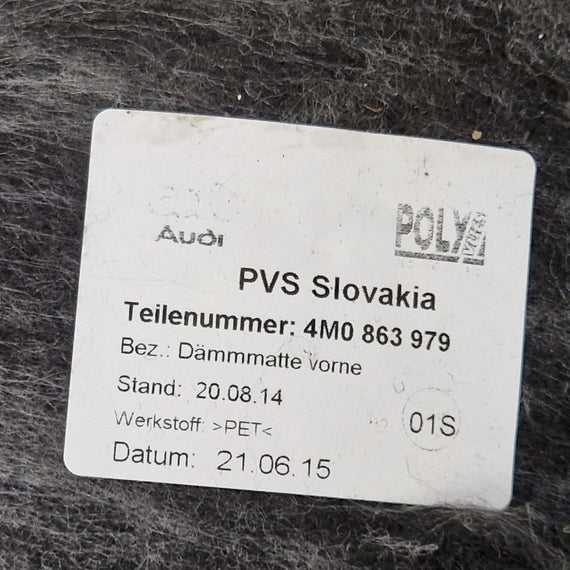 Audi
POLY
PVS Slovakia
Teilenummer: 4M0 863 979
Bez.: Dämmmatte vorne
Stand: 20.08.14
Werkstoff: >PET<
01S
Datum: 21.06.15